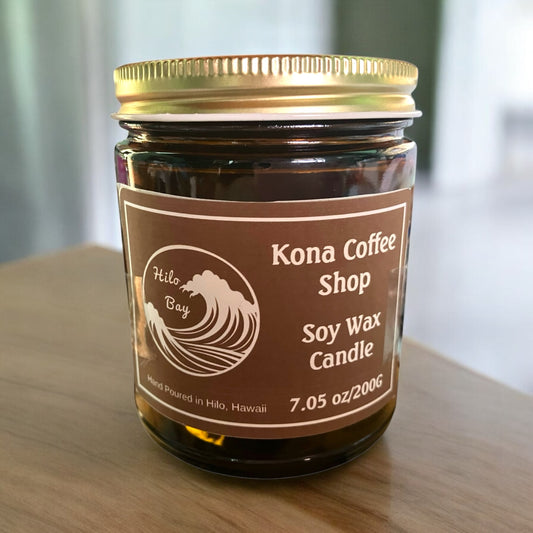 Hilo
Bay
Hand Poured in Hilo, Hawaii
Kona Coffee
Shop
Soy Wax
Candle
7.05 oz/200G